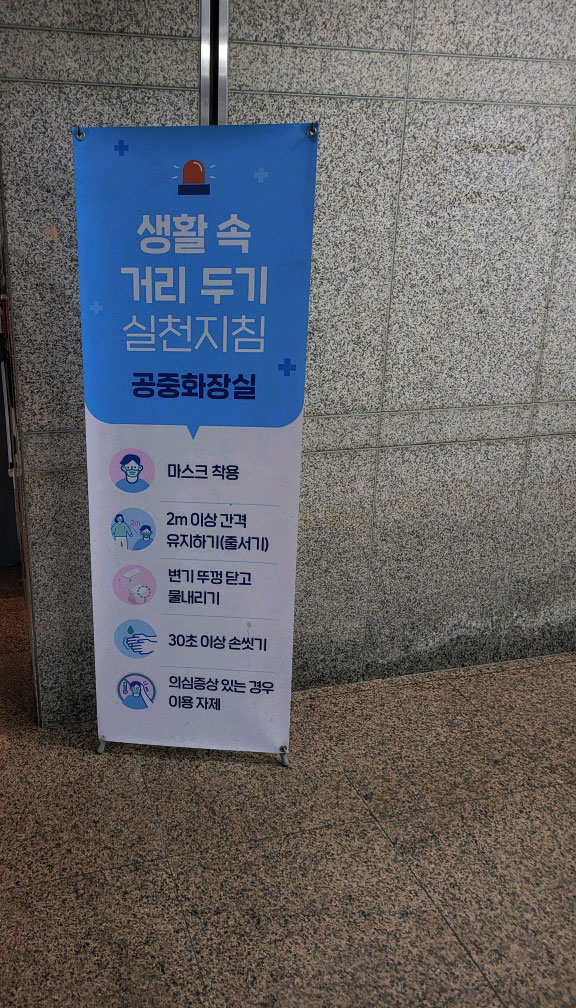 생활 속
거리 두기
실천지침
공중화장실
마스크 착용
2m
2m 이상 간격
유지하기(줄서기)
변기 뚜껑 닫고
물내리기
30초 이상 손씻기
의심증상 있는 경우
이용 자제